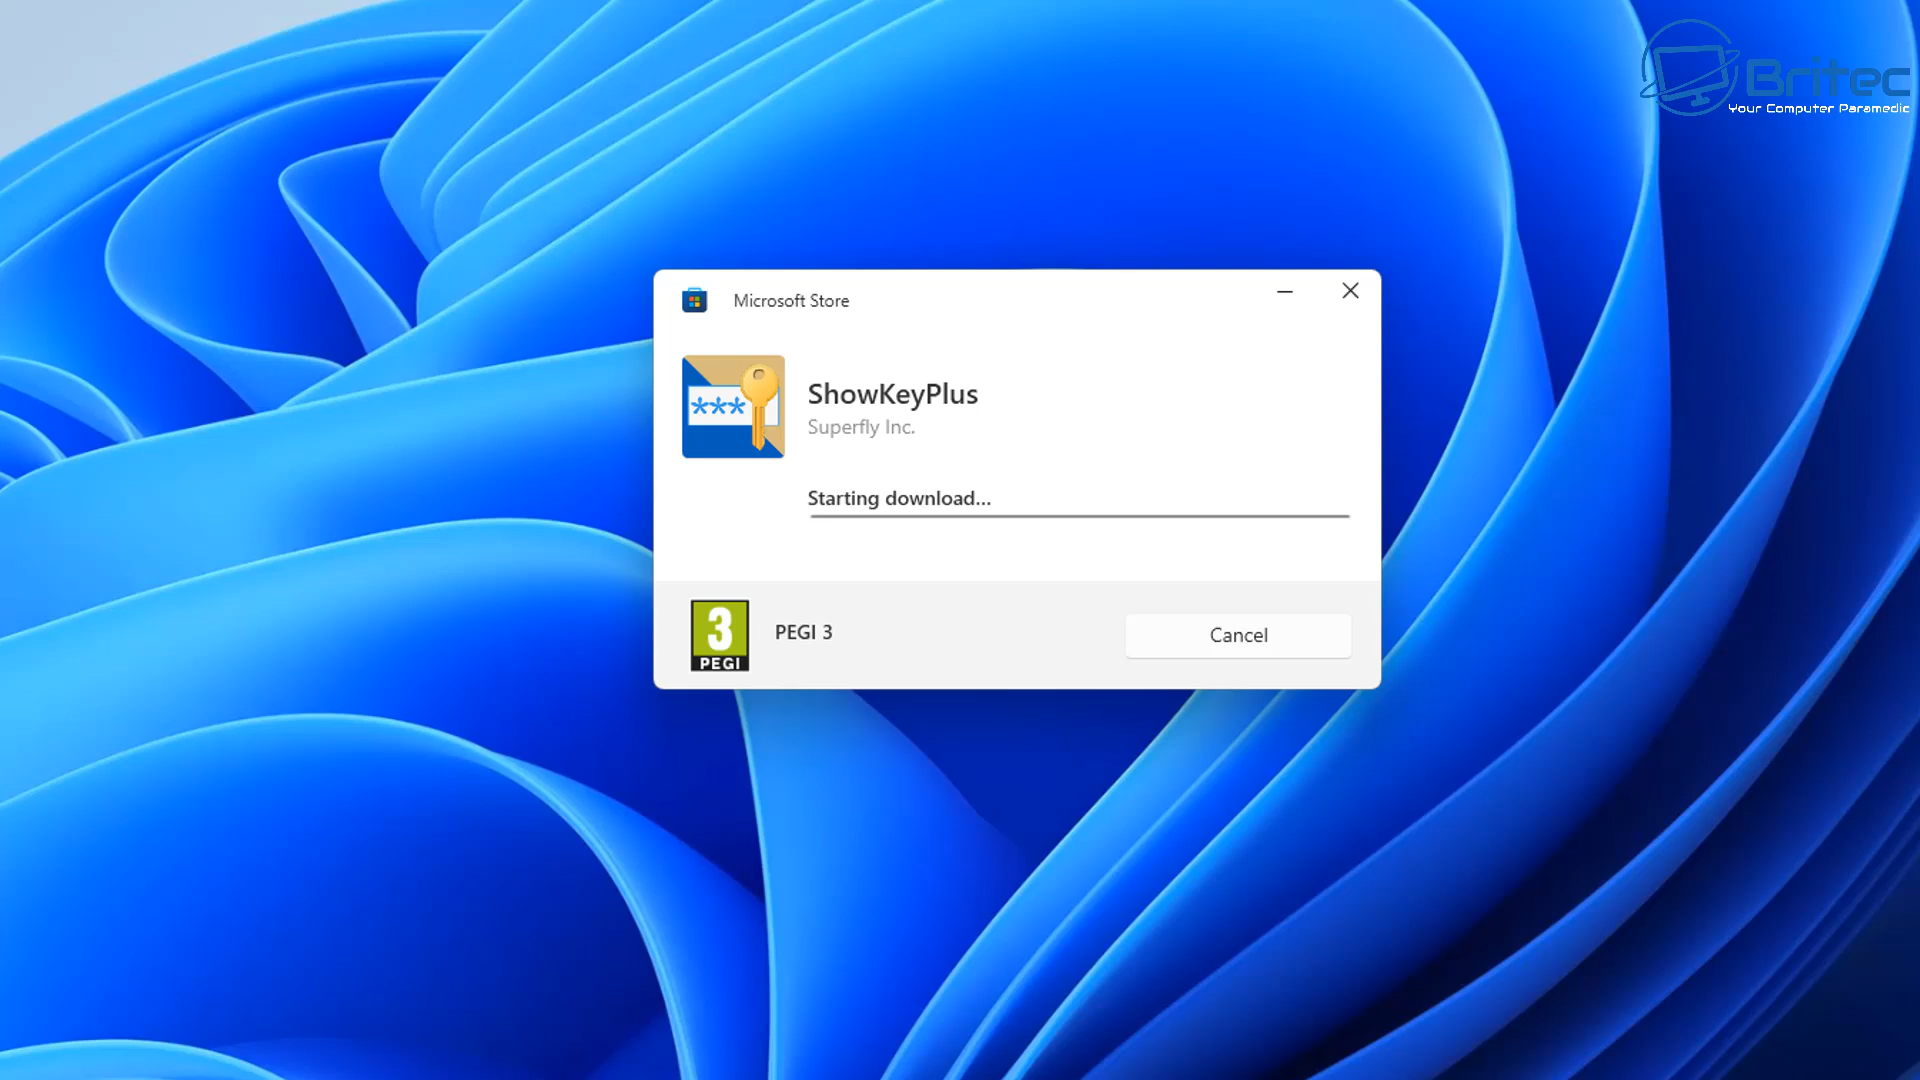 Britec
Your Computer Paramedic
Microsoft Store
***
ShowKeyPlus
Superfly Inc.
Starting download...
3
PEGI
PEGI 3
Cancel